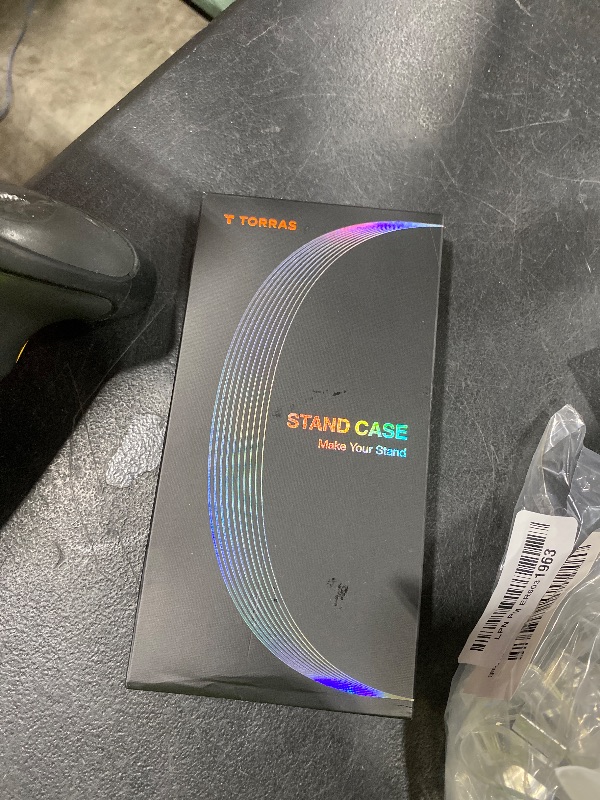 TORRAS
STAND CASE
Make Your Stand
1963